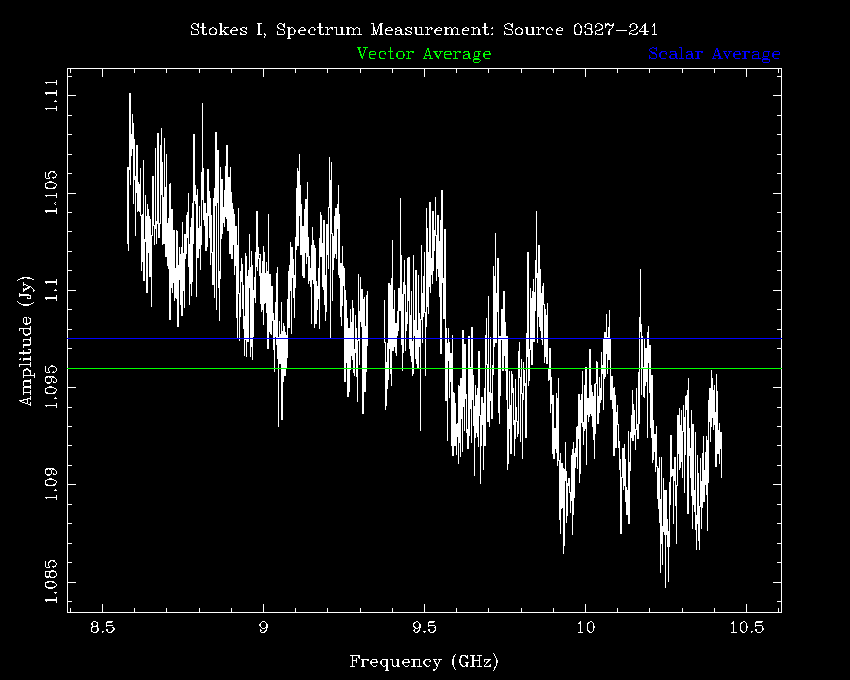 Stokes I, Spectrum Measurement: Source 0327-241
Vector Average Scalar Average
1.11
1.105
1.1
1.095
1.09
1.085
Amplitude (Jy)
8.5 9 9.5 10 10.5
Frequency (GHz)